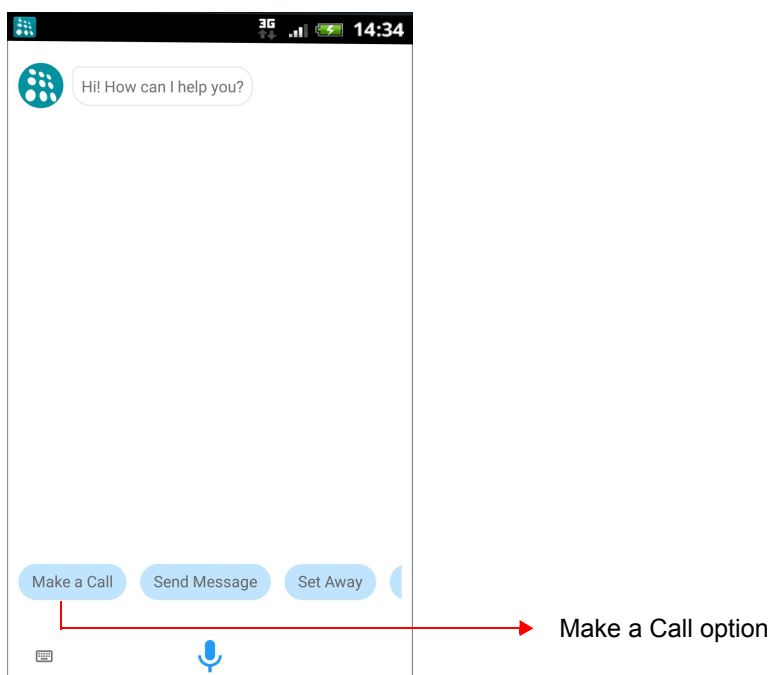 3G 14:34
Hi! How can I help you?
Make a Call Send Message Set Away
Make a Call option